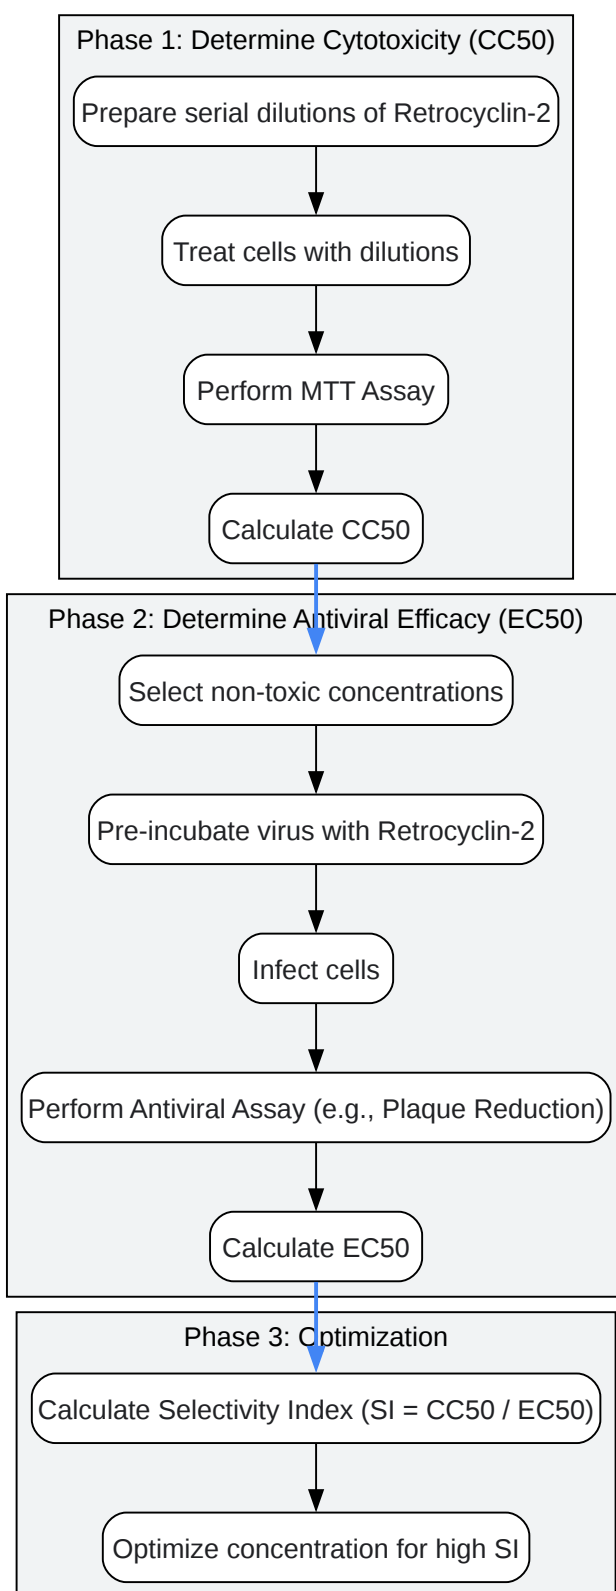 Phase 1: Determine Cytotoxicity (CC50)
Prepare serial dilutions of Retrocyclin-2
Treat cells with dilutions
Perform MTT Assay
Calculate CC50
Phase 2: Determine Antiviral Efficacy (EC50)
Select non-toxic concentrations
Pre-incubate virus with Retrocyclin-2
Infect cells
Perform Antiviral Assay (e.g., Plaque Reduction)
Calculate EC50
Phase 3: Optimization
Calculate Selectivity Index (SI = CC50 / EC50)
Optimize concentration for high SI